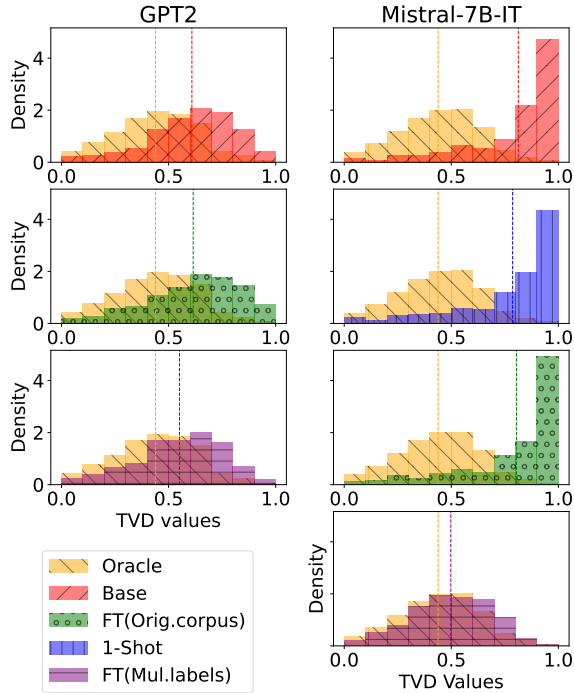 GPT2
Mistral-7B-IT
Density
4
2
0
0.0 0.5 1.0
0.0 0.5 1.0
Density
4
2
0
0.0 0.5 1.0
0.0 0.5 1.0
Density
4
2
0
0.0 0.5 1.0
TVD values
0.0 0.5 1.0
Density
0.0 0.5 1.0
TVD Values
Oracle
Base
FT(Orig.corpus)
1-Shot
FT(Mul.labels)